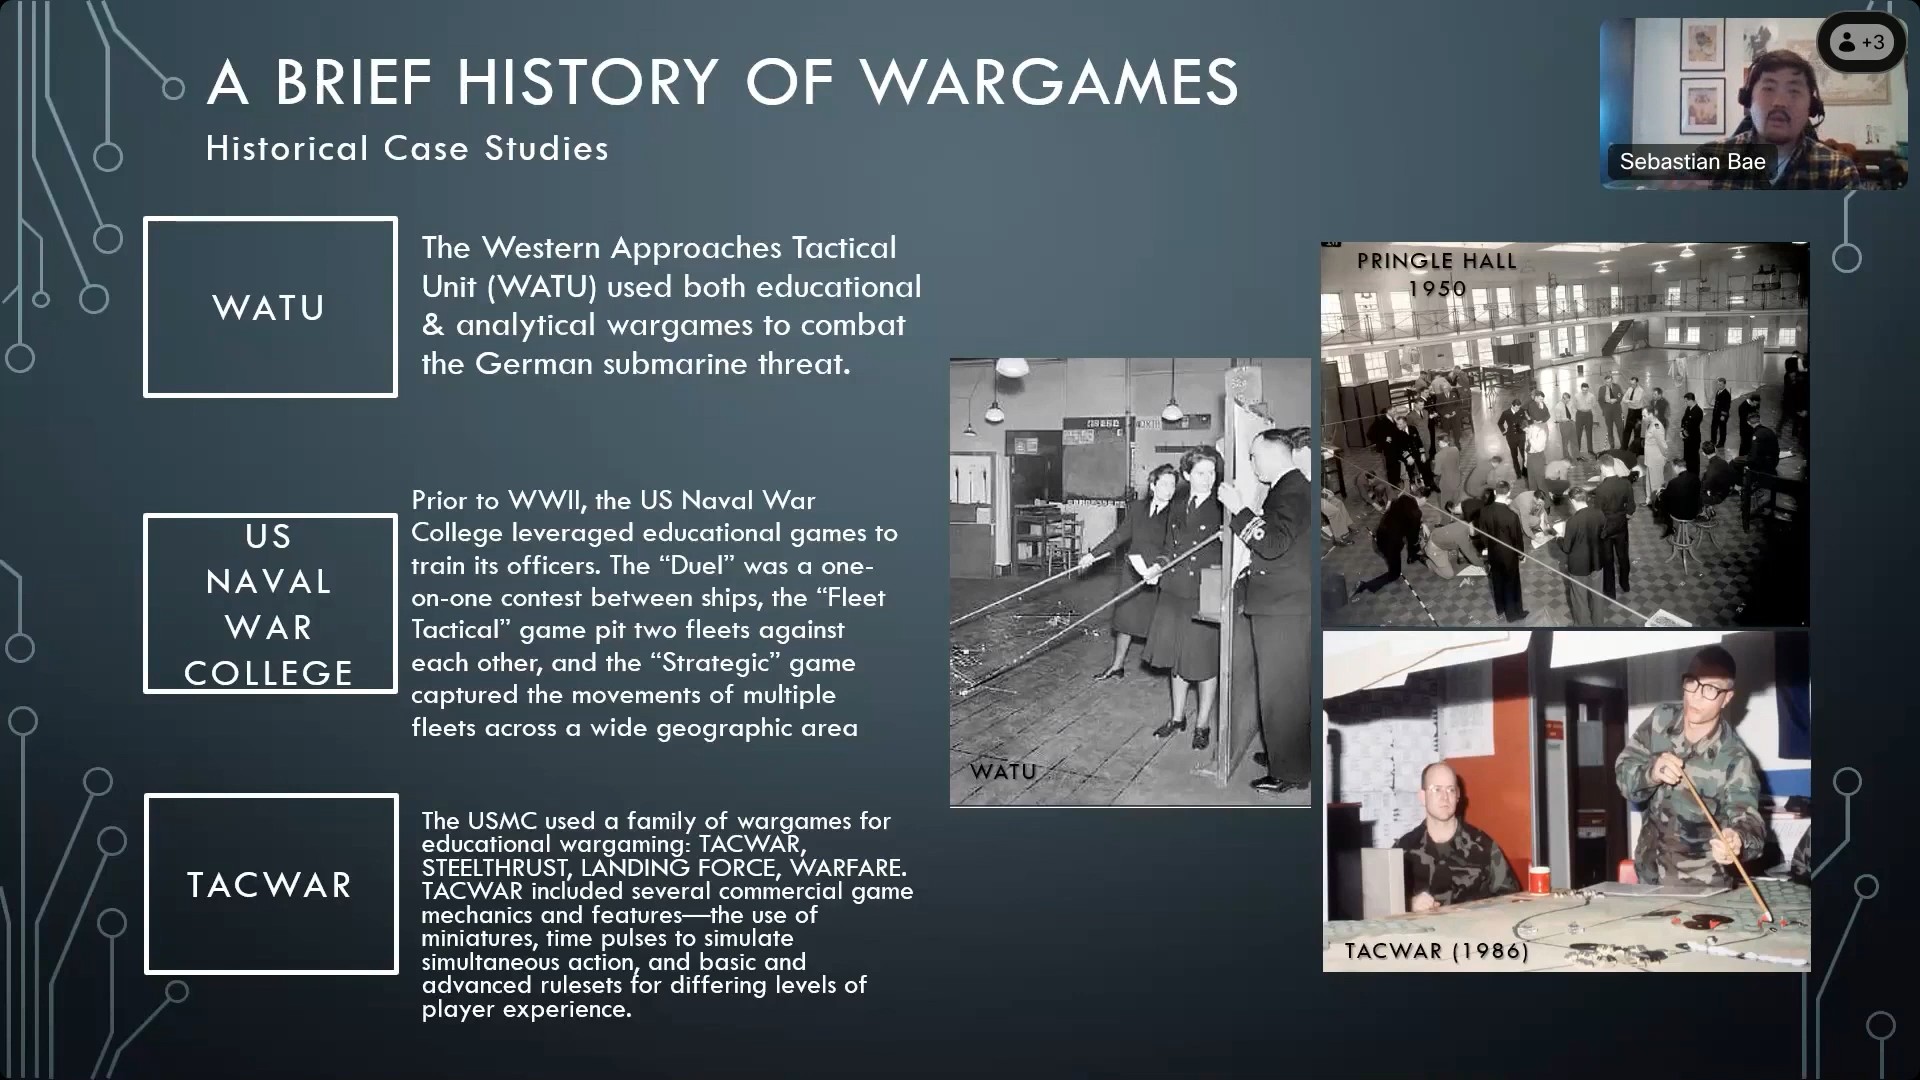 A BRIEF HISTORY OF WARGAMES
Historical Case Studies
+3
Sebastian Bae
WATU
The Western Approaches Tactical
Unit (WATU) used both educational
& analytical wargames to combat
the German submarine threat.
US
NAVAL
WAR
COLLEGE
Prior to WWII, the US Naval War
College leveraged educational games to
train its officers. The “Duel” was a one-
on-one contest between ships, the “Fleet
Tactical” game pit two fleets against
each other, and the “Strategic” game
captured the movements of multiple
fleets across a wide geographic area
TACWAR
The USMC used a family of wargames for
educational wargaming: TACWAR,
STEELTHRUST, LANDING FORCE, WARFARE.
TACWAR included several commercial game
mechanics and features—the use of
miniatures, time pulses to simulate
simultaneous action, and basic and
advanced rulesets for differing levels of
player experience.
WATU
PRINGLE HALL
1950
TACWAR (1986)